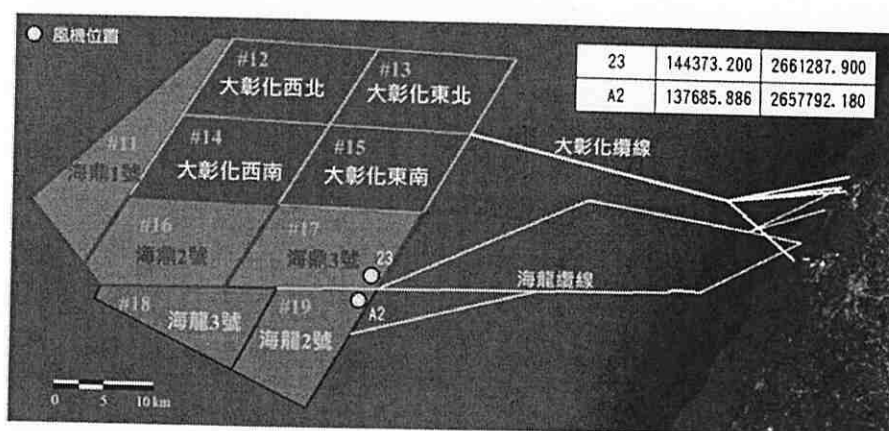 風機位置
23 144373.200 2661287.900
A2 137685.886 2657792.180
#12
大彰化西北
#13
大彰化東北
#11
海鼎1號
#14
大彰化西南
#15
大彰化東南
大彰化纜線
#16
海鼎2號
#17
海鼎3號
23
海龍纜線
#18
海龍3號
#19
海龍2號
A2
0 5 10 km